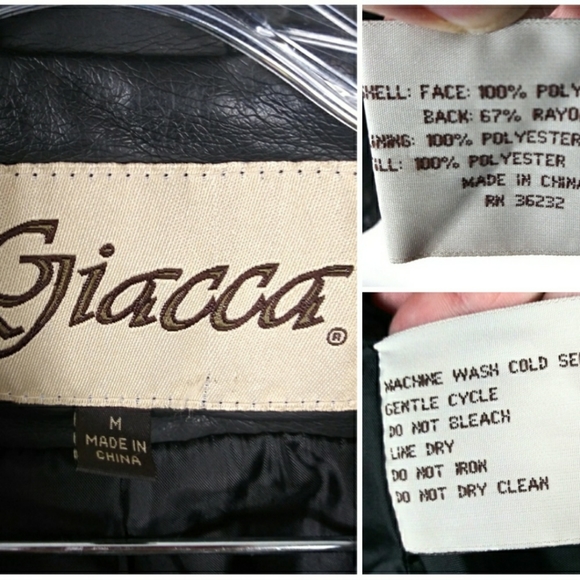 Giacca
®
M
MADE IN
CHINA
HELL: FACE: 100% POLY
BACK: 67% RAYO
NING: 100% POLYESTER
ILL: 100% POLYESTER
MADE IN CHINA
RN 36232
MACHINE WASH COLD SE
GENTLE CYCLE
DO NOT BLEACH
LINE DRY
DO NOT IRON
DO NOT DRY CLEAN